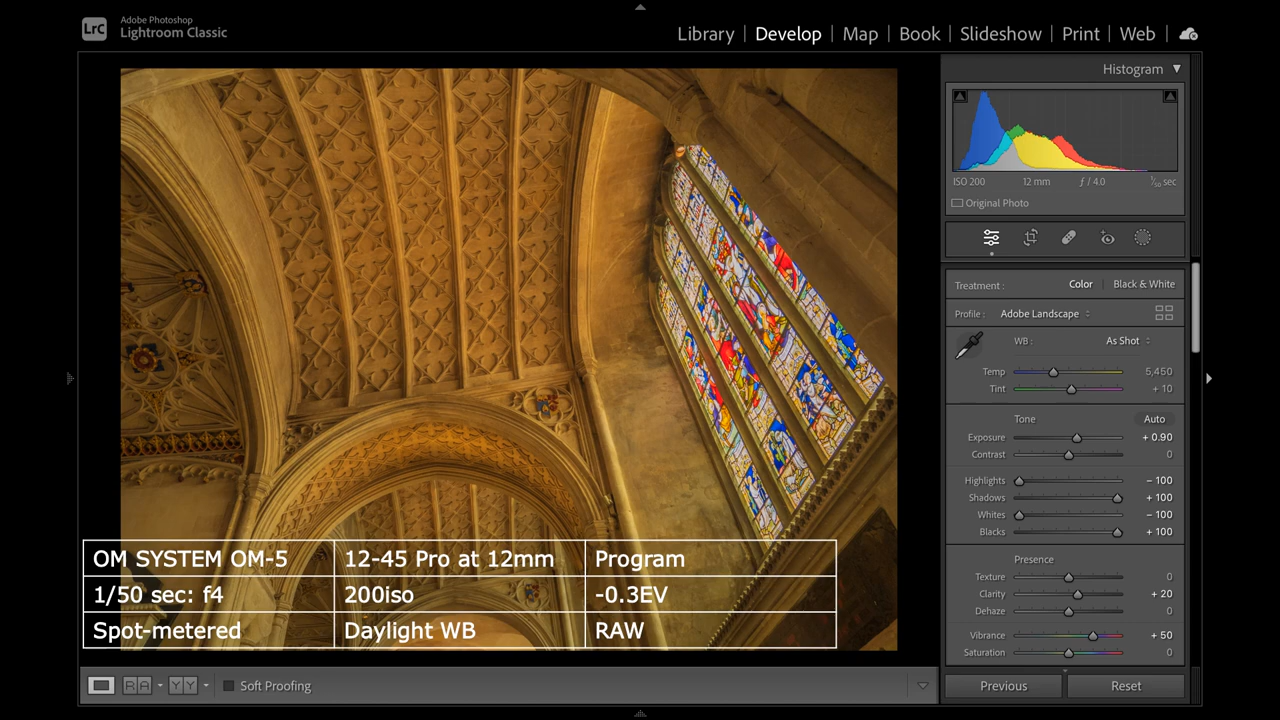 LrC
Adobe Photoshop
Lightroom Classic
Library | Develop | Map | Book | Slideshow | Print | Web
Histogram
ISO 200 12 mm ƒ / 4.0 1/50 sec
Original Photo
Treatment : Color | Black & White
Profile : Adobe Landscape
WB : As Shot
Temp 5,450
Tint + 10
Tone Auto
Exposure + 0.90
Contrast 0
Highlights − 100
Shadows + 100
Whites − 100
Blacks + 100
Presence
Texture 0
Clarity + 20
Dehaze 0
Vibrance + 50
Saturation 0
OM SYSTEM OM-5 12-45 Pro at 12mm Program
1/50 sec: f4 200iso -0.3EV
Spot-metered Daylight WB RAW
R A Y Y Soft Proofing
Previous Reset